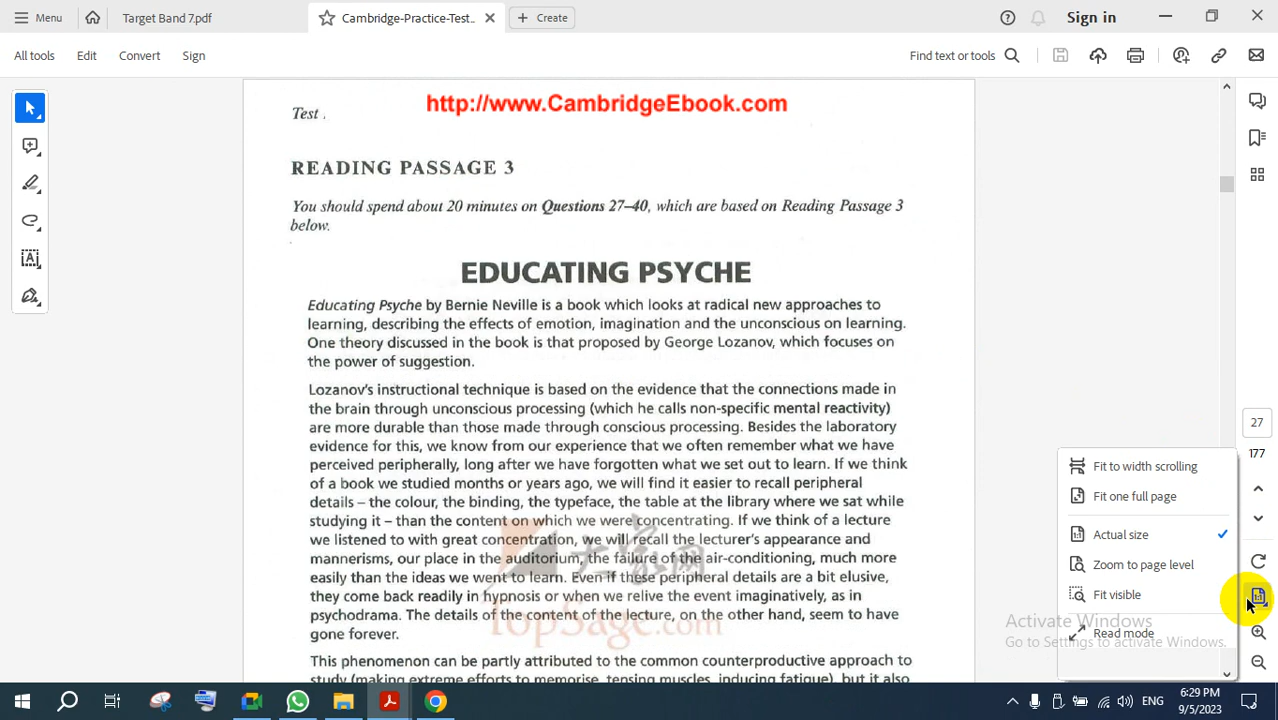 Menu
Target Band 7.pdf
Cambridge-Practice-Test...
Create
Sign in
All tools
Edit
Convert
Sign
Find text or tools
Test .
http://www.CambridgeEbook.com
READING PASSAGE 3
You should spend about 20 minutes on Questions 27–40, which are based on Reading Passage 3
below.
EDUCATING PSYCHE
Educating Psyche by Bernie Neville is a book which looks at radical new approaches to
learning, describing the effects of emotion, imagination and the unconscious on learning.
One theory discussed in the book is that proposed by George Lozanov, which focuses on
the power of suggestion.
Lozanov's instructional technique is based on the evidence that the connections made in
the brain through unconscious processing (which he calls non-specific mental reactivity)
are more durable than those made through conscious processing. Besides the laboratory
evidence for this, we know from our experience that we often remember what we have
perceived peripherally, long after we have forgotten what we set out to learn. If we think
of a book we studied months or years ago, we will find it easier to recall peripheral
details – the colour, the binding, the typeface, the table at the library where we sat while
studying it – than the content on which we were concentrating. If we think of a lecture
we listened to with great concentration, we will recall the lecturer's appearance and
mannerisms, our place in the auditorium, the failure of the air-conditioning, much more
easily than the ideas we went to learn. Even if these peripheral details are a bit elusive,
they come back readily in hypnosis or when we relive the event imaginatively, as in
psychodrama. The details of the content of the lecture, on the other hand, seem to have
gone forever.
This phenomenon can be partly attributed to the common counterproductive approach to
study (making extreme efforts to memorise, tensing muscles, inducing fatigue), but it also
大家网
TopSage.com
27
177
Fit to width scrolling
Fit one full page
Actual size
Zoom to page level
Fit visible
Read mode
Activate Windows
Go to Settings to activate Windows.
ENG
6:29 PM
9/5/2023